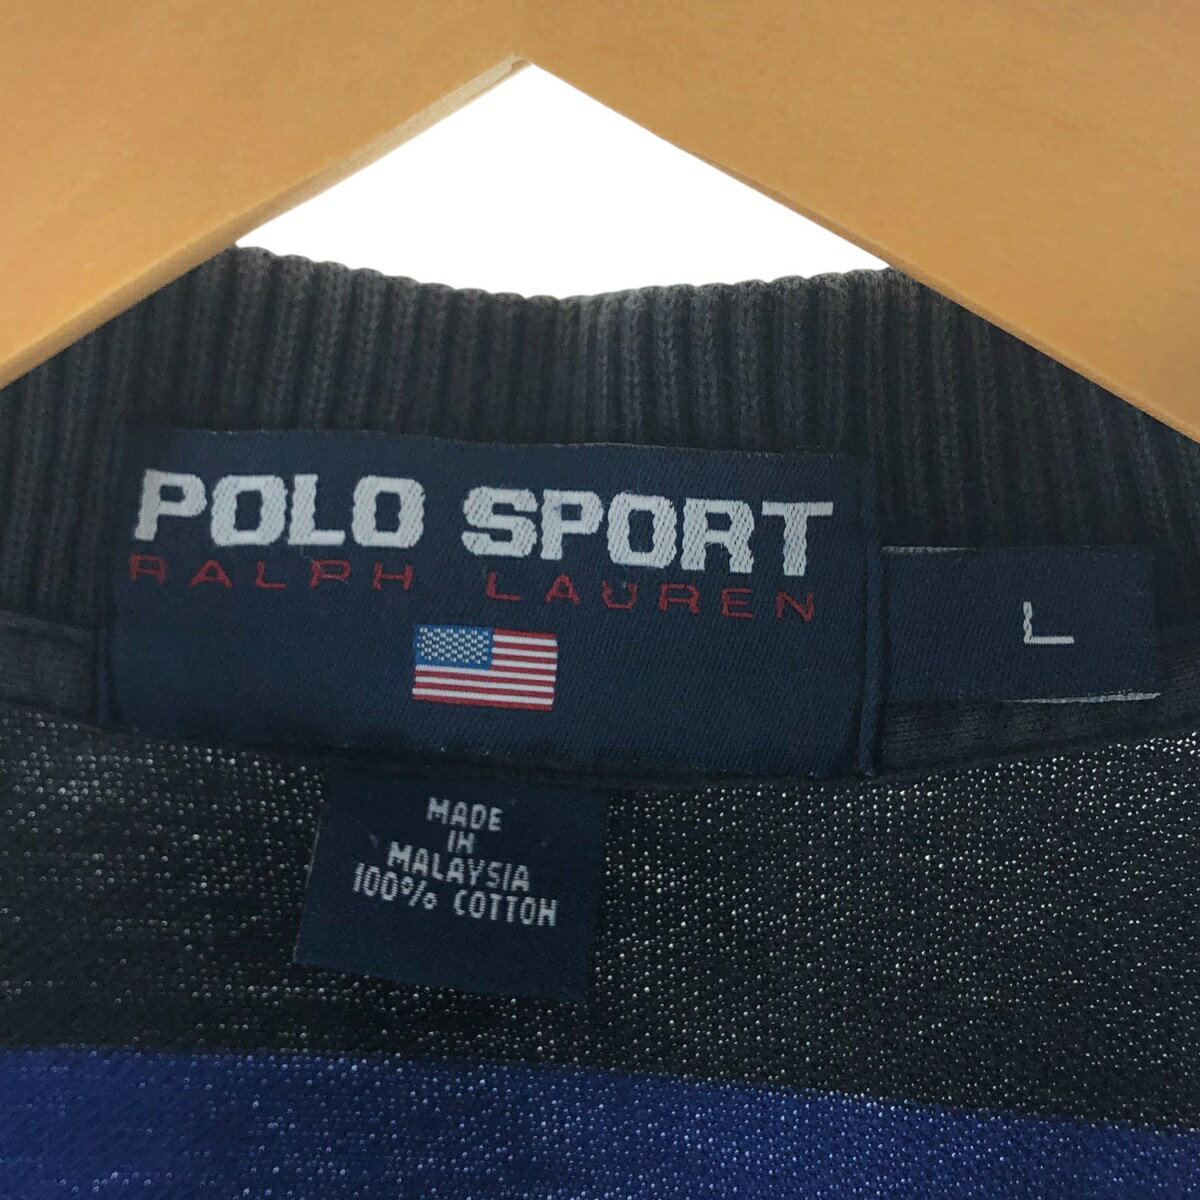 POLO SPORT
RALPH LAUREN
L
MADE
IN
MALAYSIA
100% COTTON